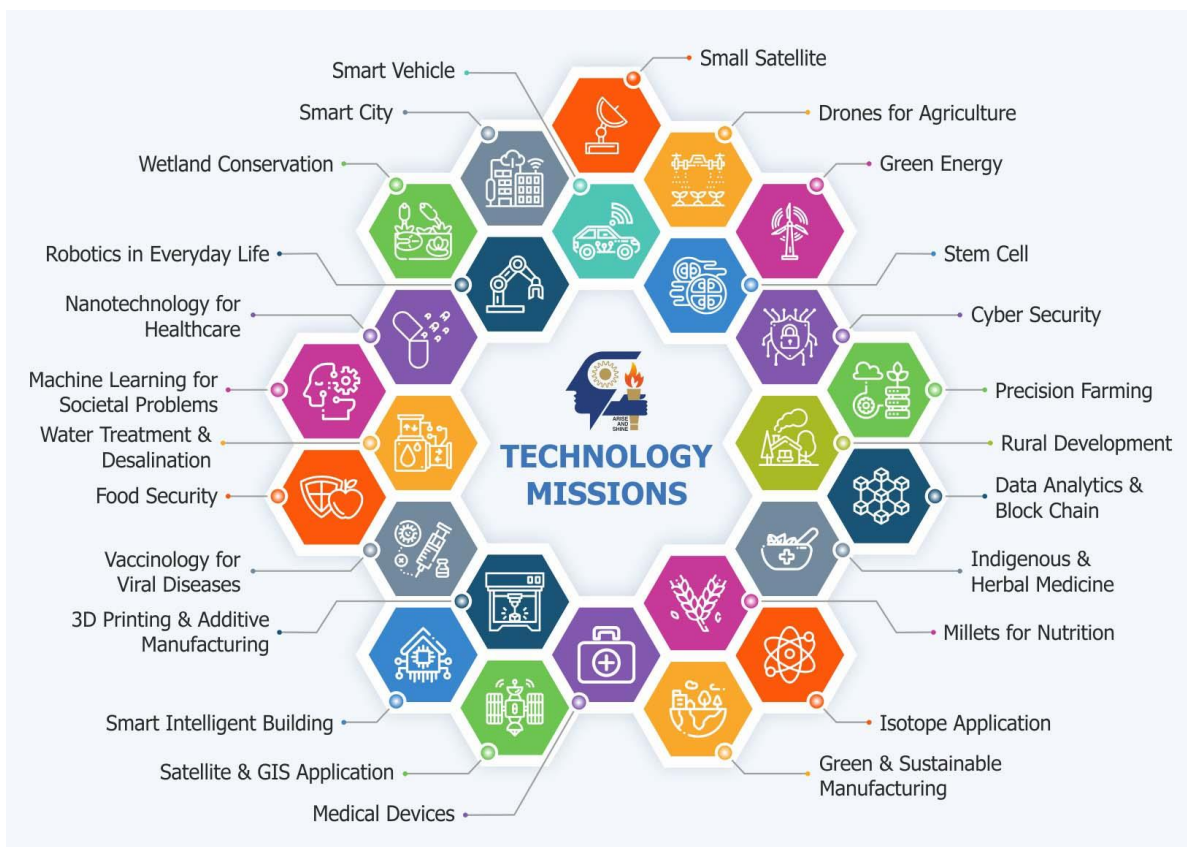 Small Satellite
Smart Vehicle
Smart City
Drones for Agriculture
Wetland Conservation
Green Energy
Robotics in Everyday Life
Stem Cell
Nanotechnology for
Healthcare
Cyber Security
Machine Learning for
Societal Problems
Precision Farming
Water Treatment &
Desalination
Rural Development
Food Security
Data Analytics &
Block Chain
ARISE
AND
SHINE
TECHNOLOGY
MISSIONS
Vaccinology for
Viral Diseases
Indigenous &
Herbal Medicine
3D Printing & Additive
Manufacturing
Millets for Nutrition
Smart Intelligent Building
Isotope Application
Satellite & GIS Application
Green & Sustainable
Manufacturing
Medical Devices